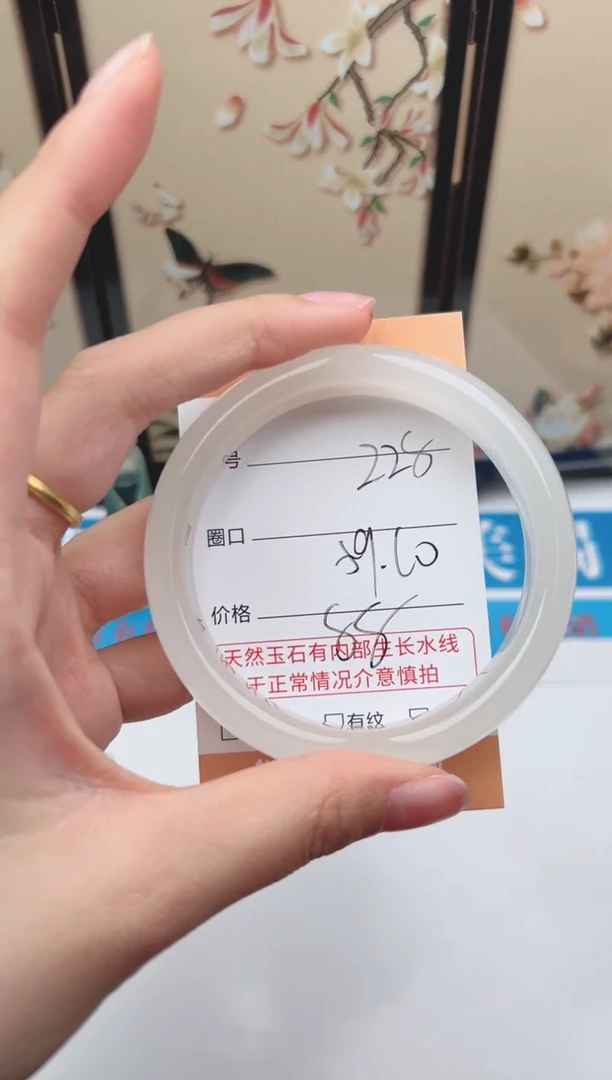 号 228
圈口 59.60
价格 558
天然玉石有内部生长水线
于正常情况介意慎拍
有纹